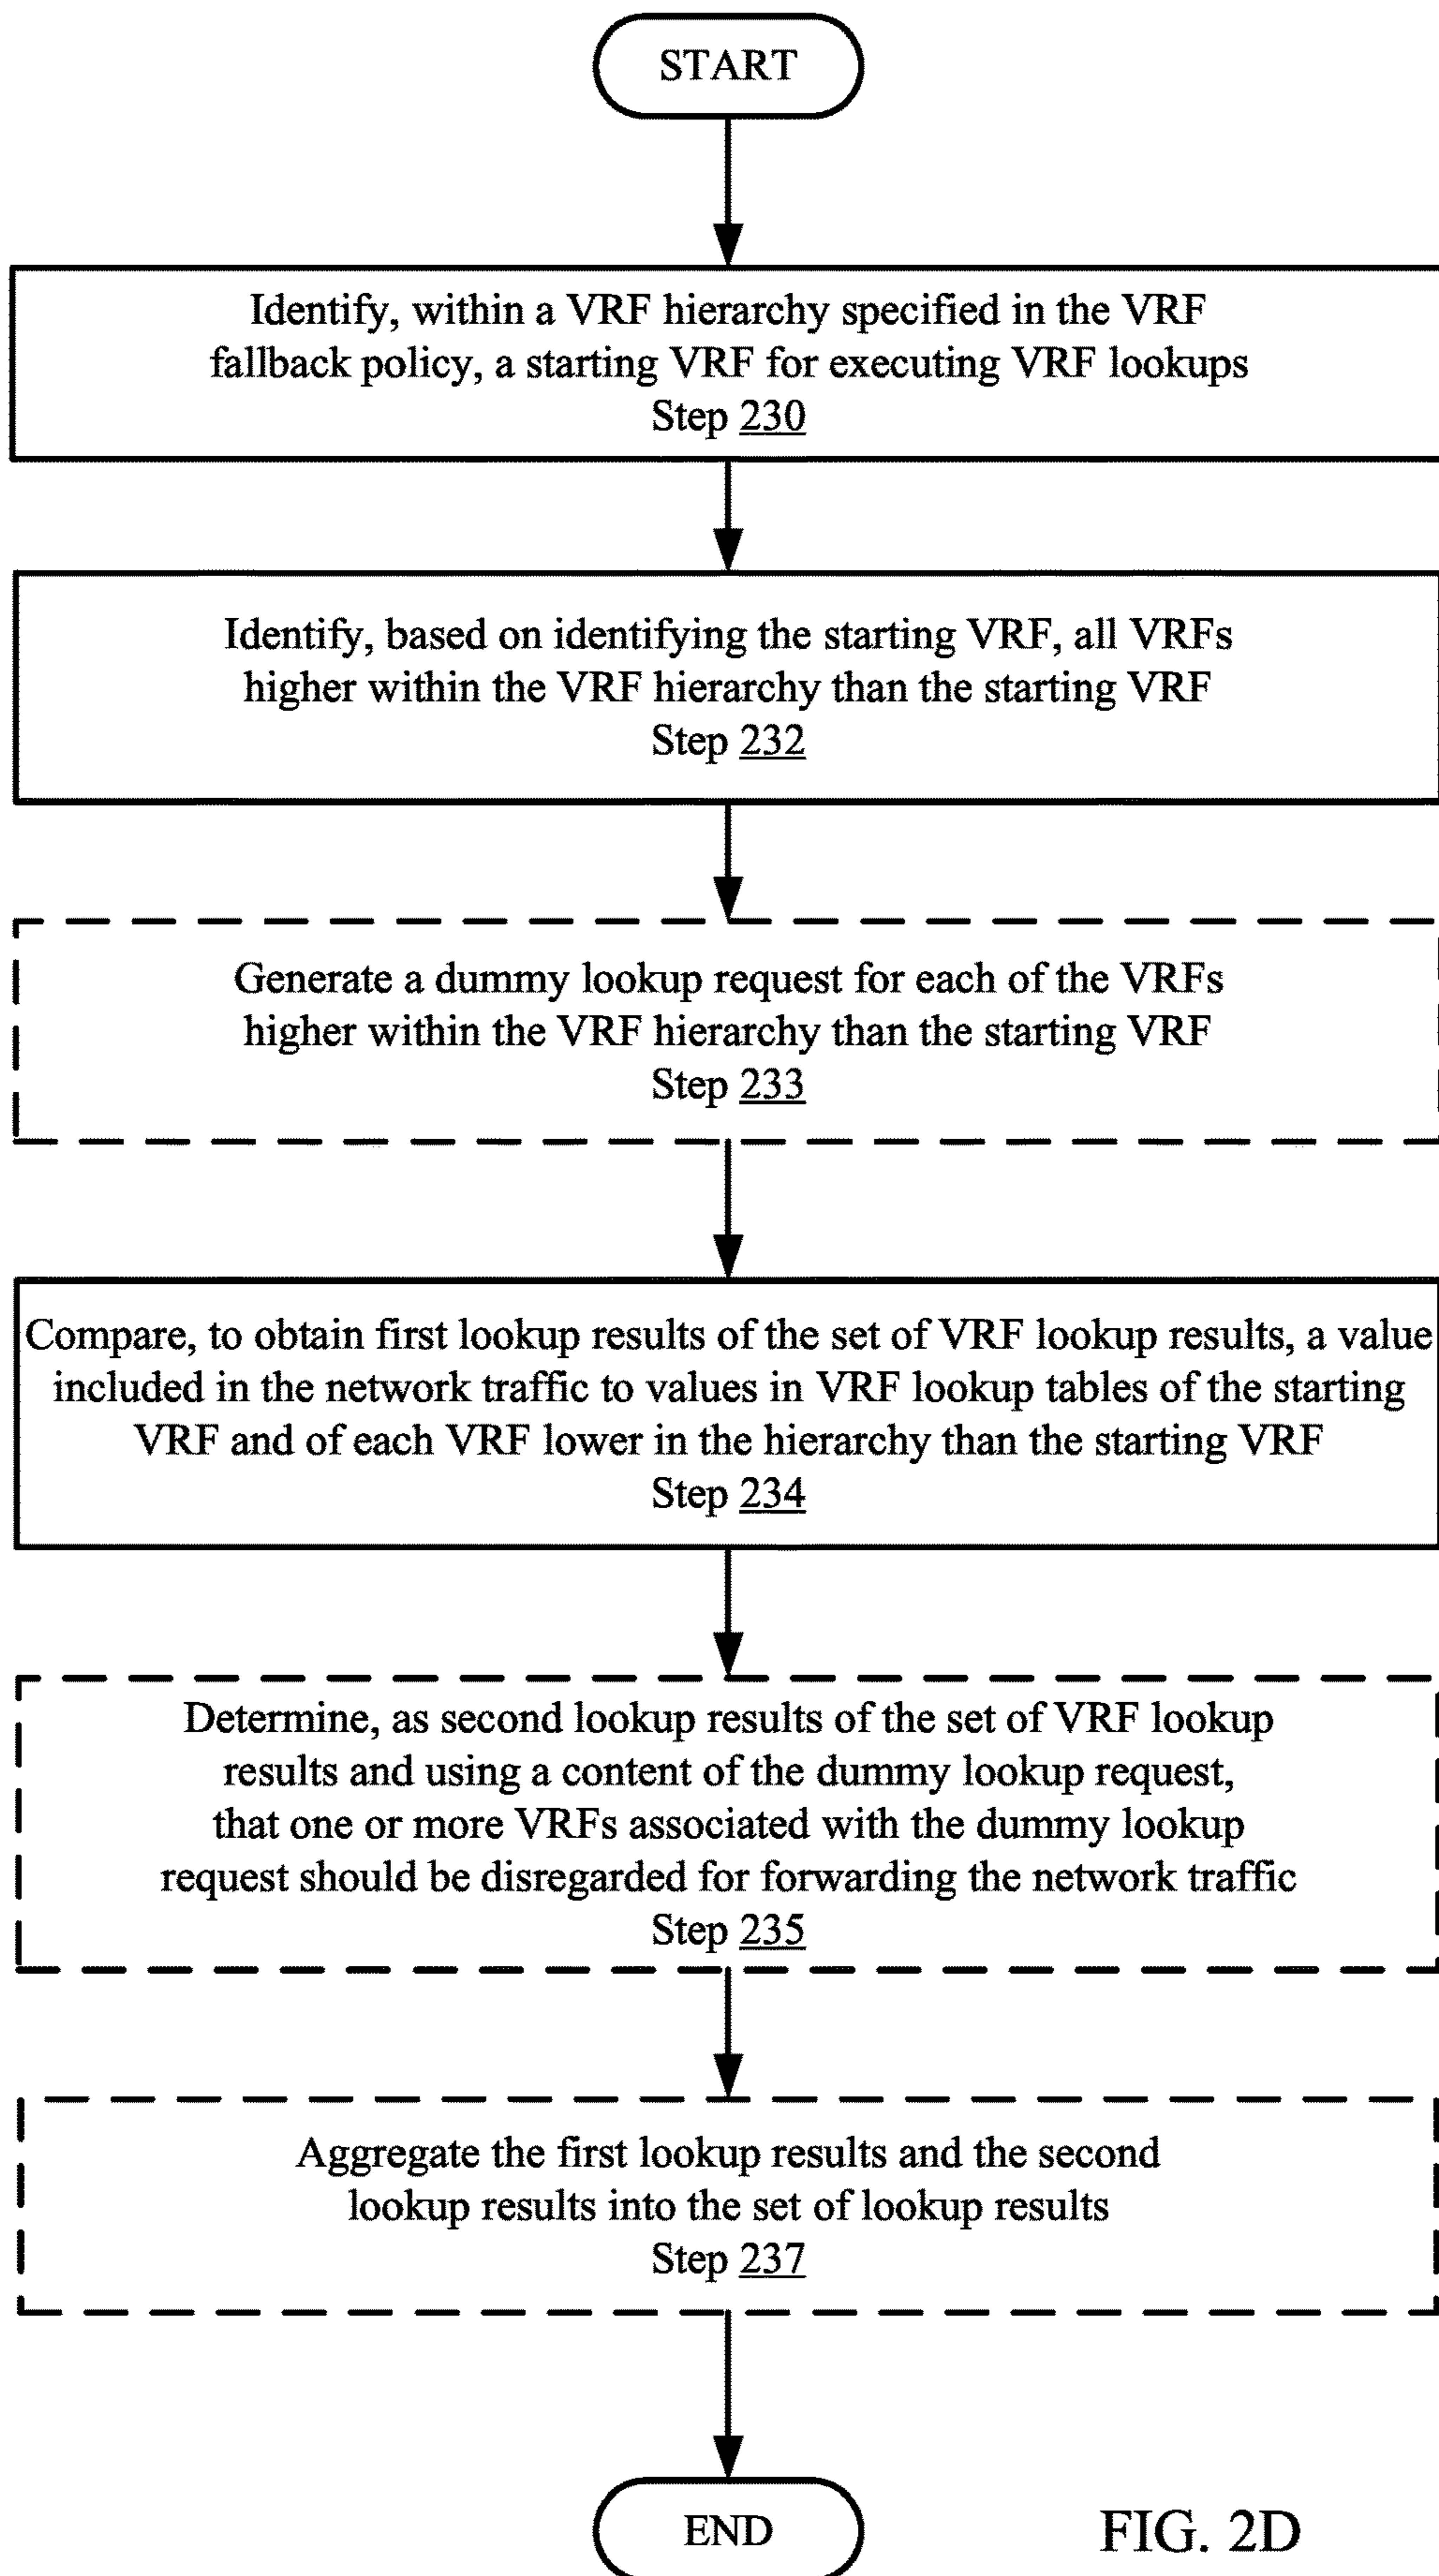 START
Identify, within a VRF hierarchy specified in the VRF
fallback policy, a starting VRF for executing VRF lookups
Step 230
Identify, based on identifying the starting VRF, all VRFs
higher within the VRF hierarchy than the starting VRF
Step 232
Generate a dummy lookup request for each of the VRFs
higher within the VRF hierarchy than the starting VRF
Step 233
Compare, to obtain first lookup results of the set of VRF lookup results, a value
included in the network traffic to values in VRF lookup tables of the starting
VRF and of each VRF lower in the hierarchy than the starting VRF
Step 234
Determine, as second lookup results of the set of VRF lookup
results and using a content of the dummy lookup request,
that one or more VRFs associated with the dummy lookup
request should be disregarded for forwarding the network traffic
Step 235
Aggregate the first lookup results and the second
lookup results into the set of lookup results
Step 237
END
FIG. 2D